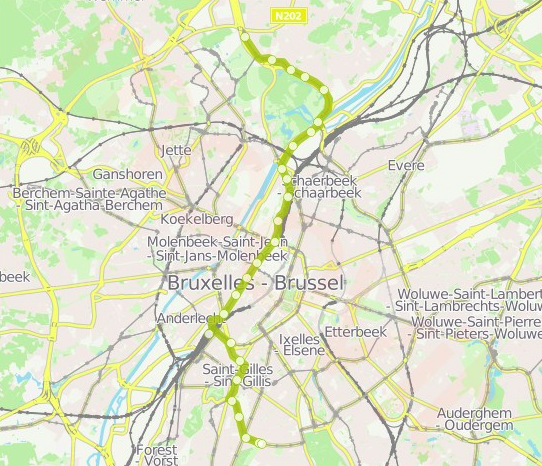 N202
Jette
Evere
Ganshoren
Schaerbeek
- Schaarbeek
Berchem-Sainte-Agathe
- Sint-Agatha-Berchem
Koekelberg
Molenbeek-Saint-Jean
- Sint-Jans-Molenbeek
beek
Bruxelles - Brussel
Woluwe-Saint-Lambert
- Sint-Lambrechts-Woluw
Anderlecht
Woluwe-Saint-Pierre
- Sint-Pieters-Woluwe
Etterbeek
Ixelles
- Elsene
Saint-Gilles
- Sint-Gillis
Auderghem
- Oudergem
Forest
- Vorst